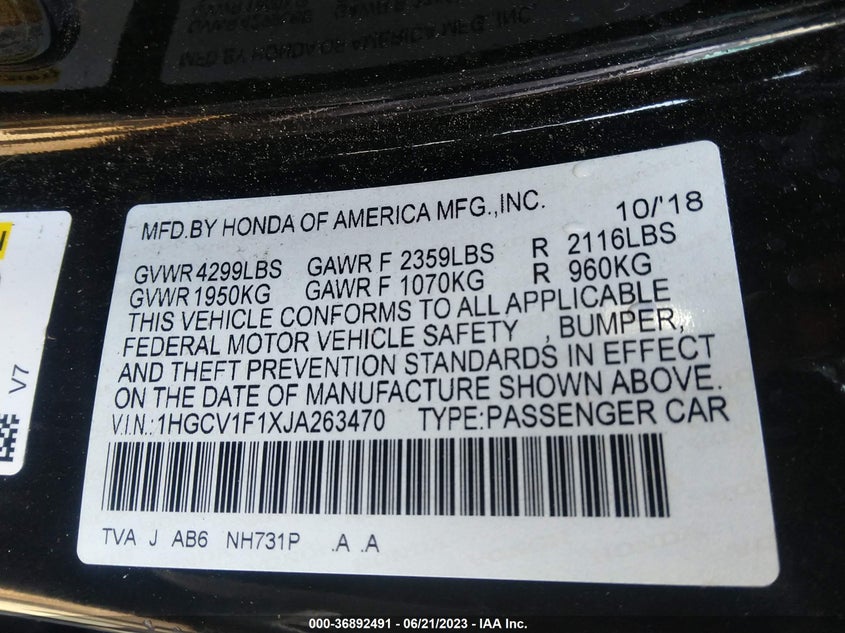 MFD.BY HONDA OF AMERICA MFG.,INC. 10/'18
GVWR 4299LBS GAWR F 2359LBS R 2116LBS
GVWR 1950KG GAWR F 1070KG R 960KG
THIS VEHICLE CONFORMS TO ALL APPLICABLE
FEDERAL MOTOR VEHICLE SAFETY , BUMPER,
AND THEFT PREVENTION STANDARDS IN EFFECT
ON THE DATE OF MANUFACTURE SHOWN ABOVE.
V.I.N.:1HGCV1F1XJA263470 TYPE:PASSENGER CAR
TVA J AB6 NH731P .A .A
V7
000-36892491 - 06/21/2023 - IAA Inc.